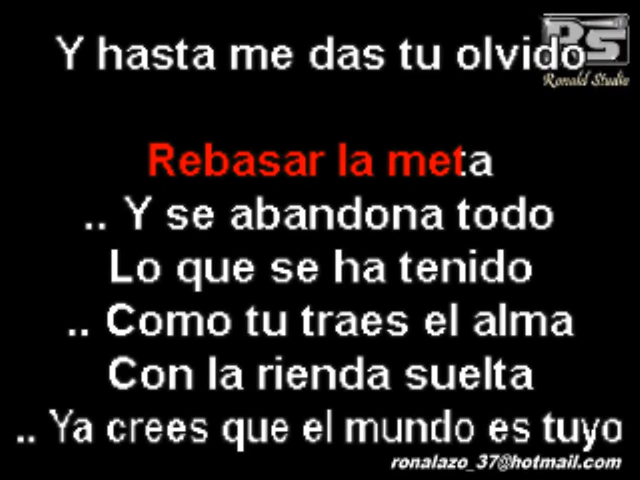 Y hasta me das tu olvido
RS
Ronald Studio
Rebasar la meta
.. Y se abandona todo
Lo que se ha tenido
.. Como tu traes el alma
Con la rienda suelta
.. Ya crees que el mundo es tuyo
ronalazo_37@hotmail.com